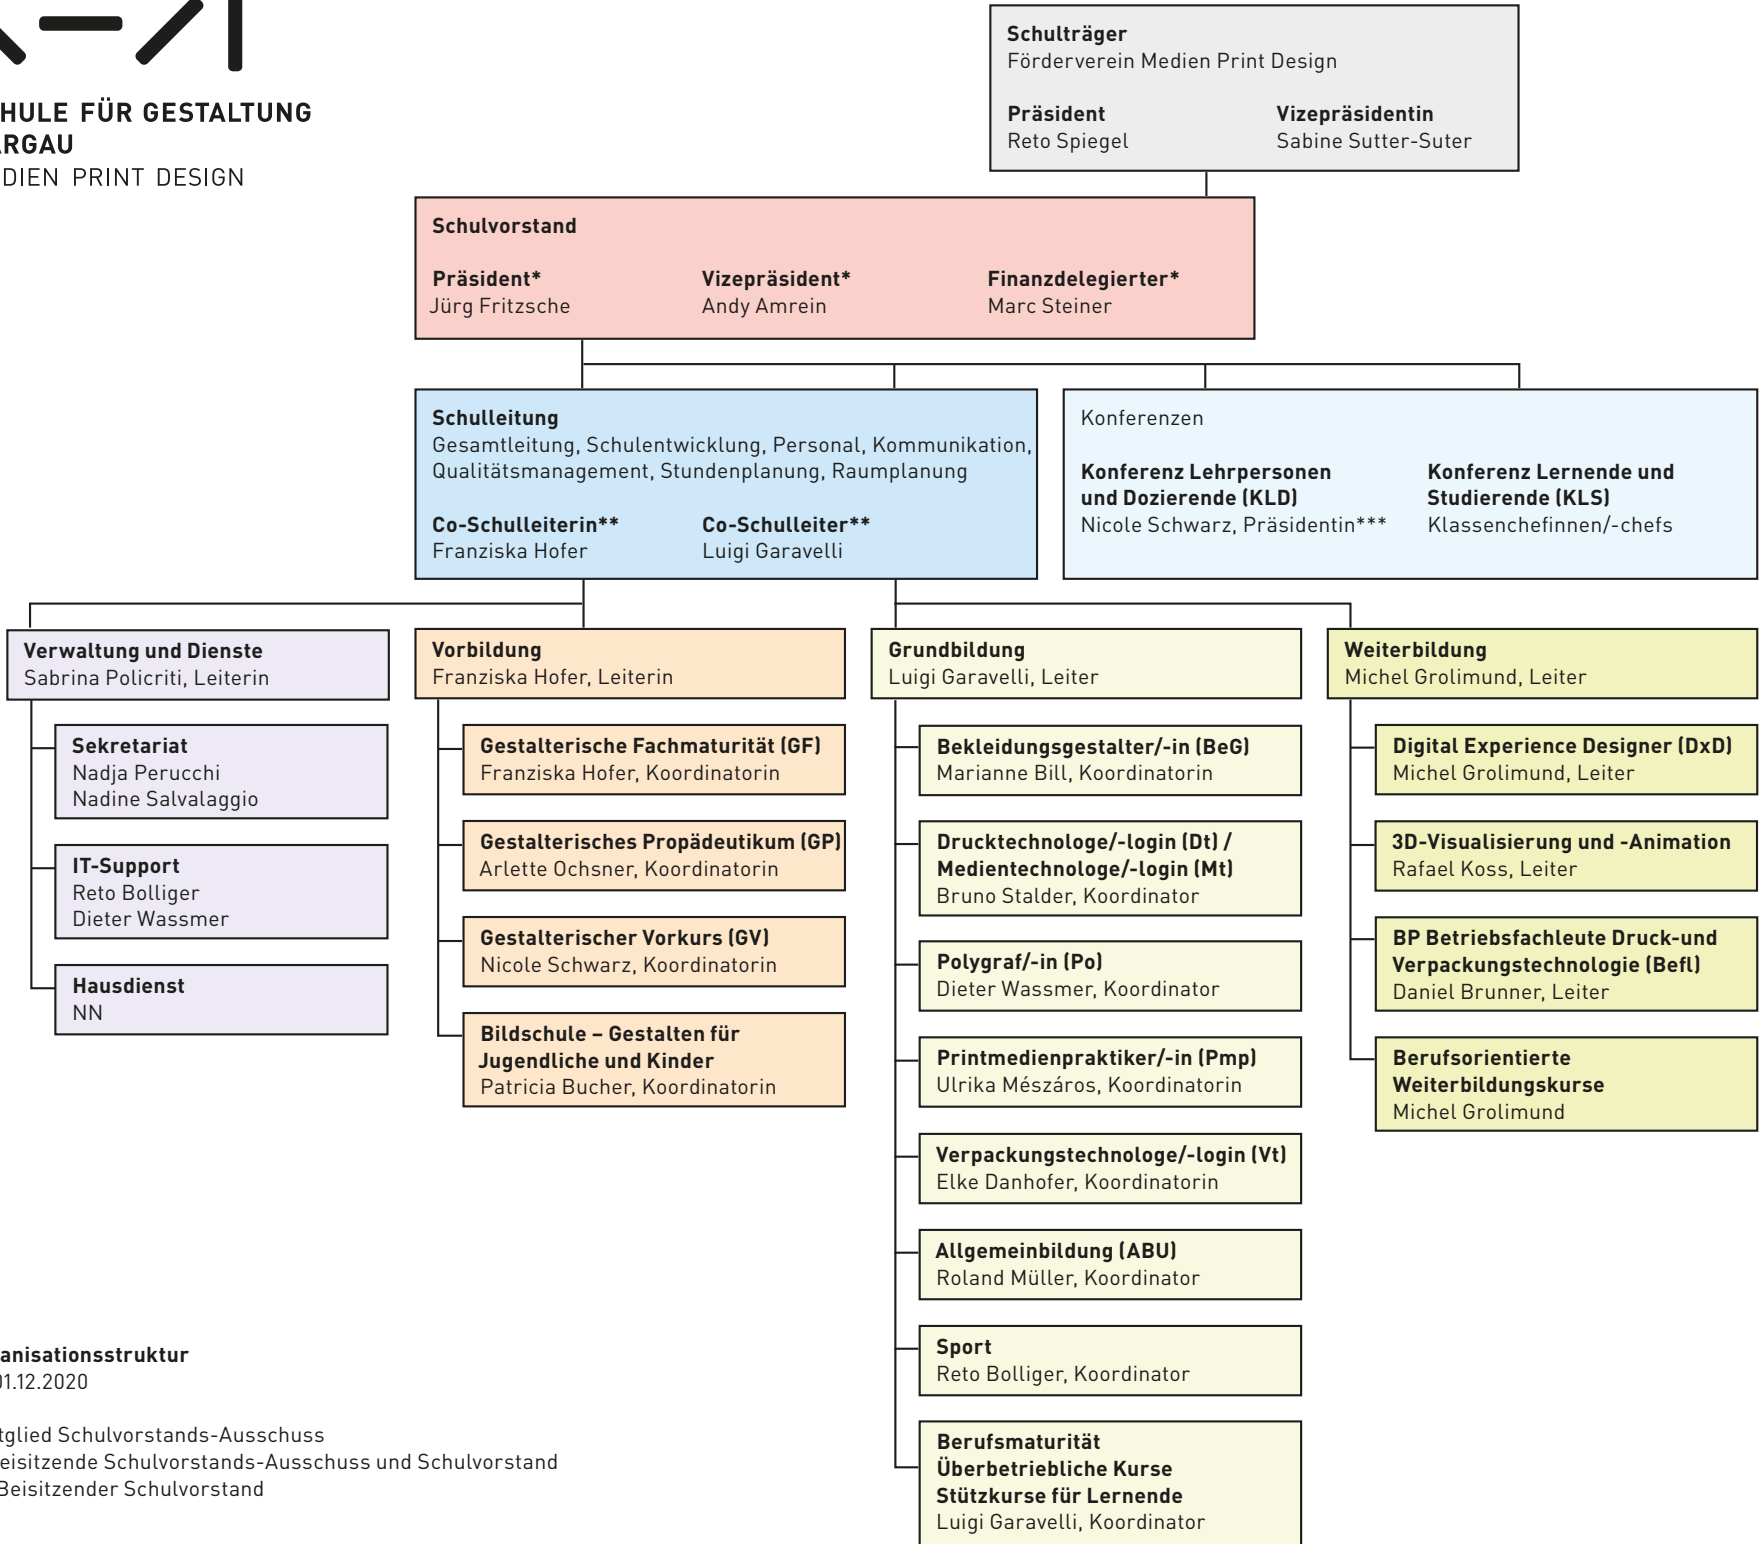 HULE FÜR GESTALTUNG
ARGAU
DIEN PRINT DESIGN
Schulträger
Förderverein Medien Print Design
Präsident
Reto Spiegel
Vizepräsidentin
Sabine Sutter-Suter
Schulvorstand
Präsident*
Jürg Fritzsche
Vizepräsident*
Andy Amrein
Finanzdelegierter*
Marc Steiner
Schulleitung
Gesamtleitung, Schulentwicklung, Personal, Kommunikation,
Qualitätsmanagement, Stundenplanung, Raumplanung
Co-Schulleiterin**
Franziska Hofer
Co-Schulleiter**
Luigi Garavelli
Konferenzen
Konferenz Lehrpersonen
und Dozierende (KLD)
Nicole Schwarz, Präsidentin***
Konferenz Lernende und
Studierende (KLS)
Klassenchefinnen/-chefs
Verwaltung und Dienste
Sabrina Policriti, Leiterin
Sekretariat
Nadja Perucchi
Nadine Salvalaggio
IT-Support
Reto Bolliger
Dieter Wassmer
Hausdienst
NN
Vorbildung
Franziska Hofer, Leiterin
Gestalterische Fachmaturität (GF)
Franziska Hofer, Koordinatorin
Gestalterisches Propädeutikum (GP)
Arlette Ochsner, Koordinatorin
Gestalterischer Vorkurs (GV)
Nicole Schwarz, Koordinatorin
Bildschule – Gestalten für
Jugendliche und Kinder
Patricia Bucher, Koordinatorin
Grundbildung
Luigi Garavelli, Leiter
Bekleidungsgestalter/-in (BeG)
Marianne Bill, Koordinatorin
Drucktechnologe/-login (Dt) /
Medientechnologe/-login (Mt)
Bruno Stalder, Koordinator
Polygraf/-in (Po)
Dieter Wassmer, Koordinator
Printmedienpraktiker/-in (Pmp)
Ulrika Mészáros, Koordinatorin
Verpackungstechnologe/-login (Vt)
Elke Danhofer, Koordinatorin
Allgemeinbildung (ABU)
Roland Müller, Koordinator
Sport
Reto Bolliger, Koordinator
Berufsmaturität
Überbetriebliche Kurse
Stützkurse für Lernende
Luigi Garavelli, Koordinator
Weiterbildung
Michel Grolimund, Leiter
Digital Experience Designer (DxD)
Michel Grolimund, Leiter
3D-Visualisierung und -Animation
Rafael Koss, Leiter
BP Betriebsfachleute Druck-und
Verpackungstechnologie (Befl)
Daniel Brunner, Leiter
Berufsorientierte
Weiterbildungskurse
Michel Grolimund
anisationsstruktur
01.12.2020
tglied Schulvorstands-Ausschuss
eisitzende Schulvorstands-Ausschuss und Schulvorstand
Beisitzender Schulvorstand